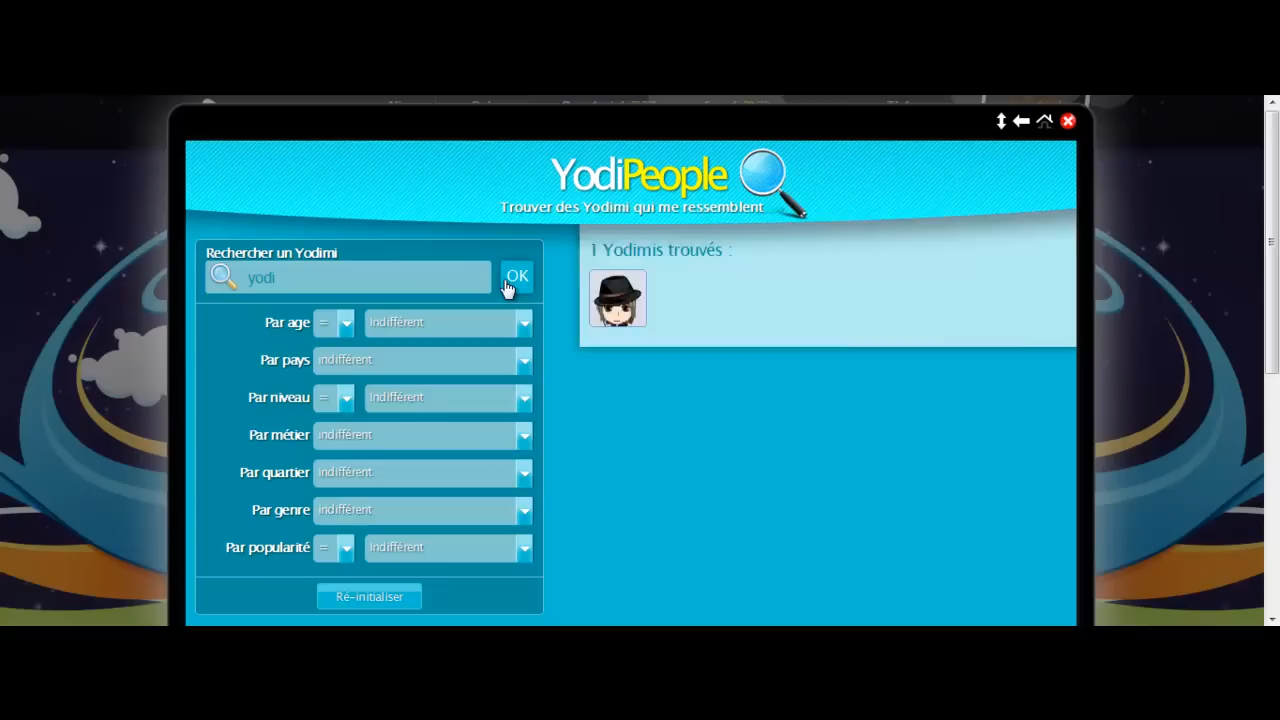 YodiPeople
Trouver des Yodimi qui me ressemblent
Rechercher un Yodimi
yodi
OK
1 Yodimis trouvés :
Par age = Indifférent
Par pays indifférent
Par niveau = Indifférent
Par métier indifférent
Par quartier Indifférent
Par genre indifférent
Par popularité = Indifférent
Ré-initialiser